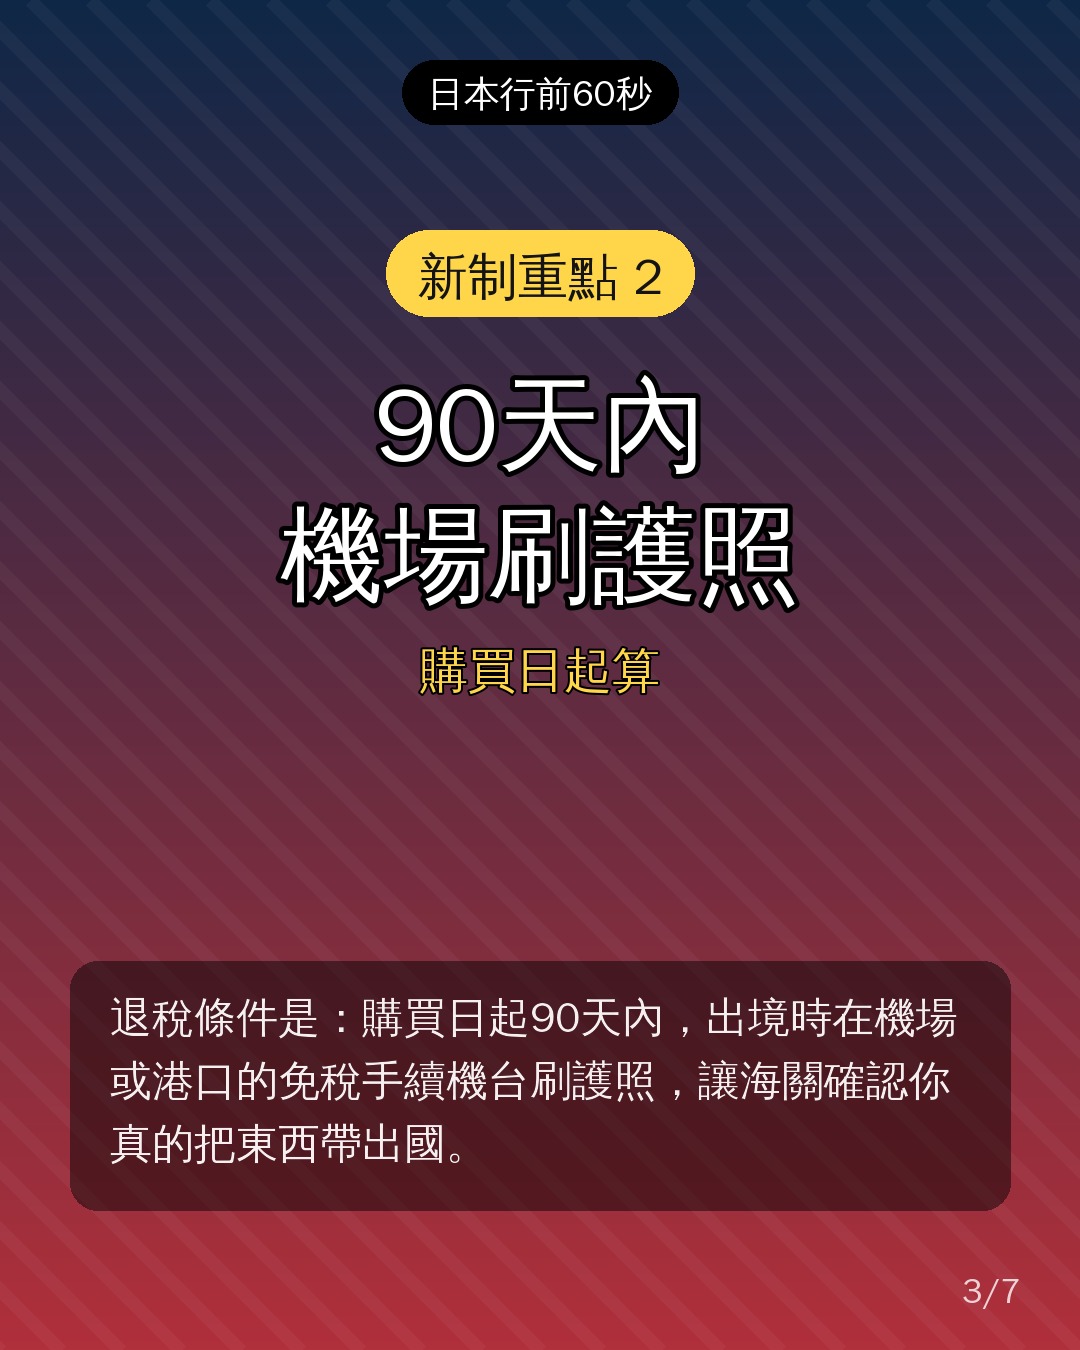 日本行前60秒
新制重點 2
90天內
機場刷護照
購買日起算
退稅條件是：購買日起90天內，出境時在機場
或港口的免稅手續機台刷護照，讓海關確認你
真的把東西帶出國。
3/7